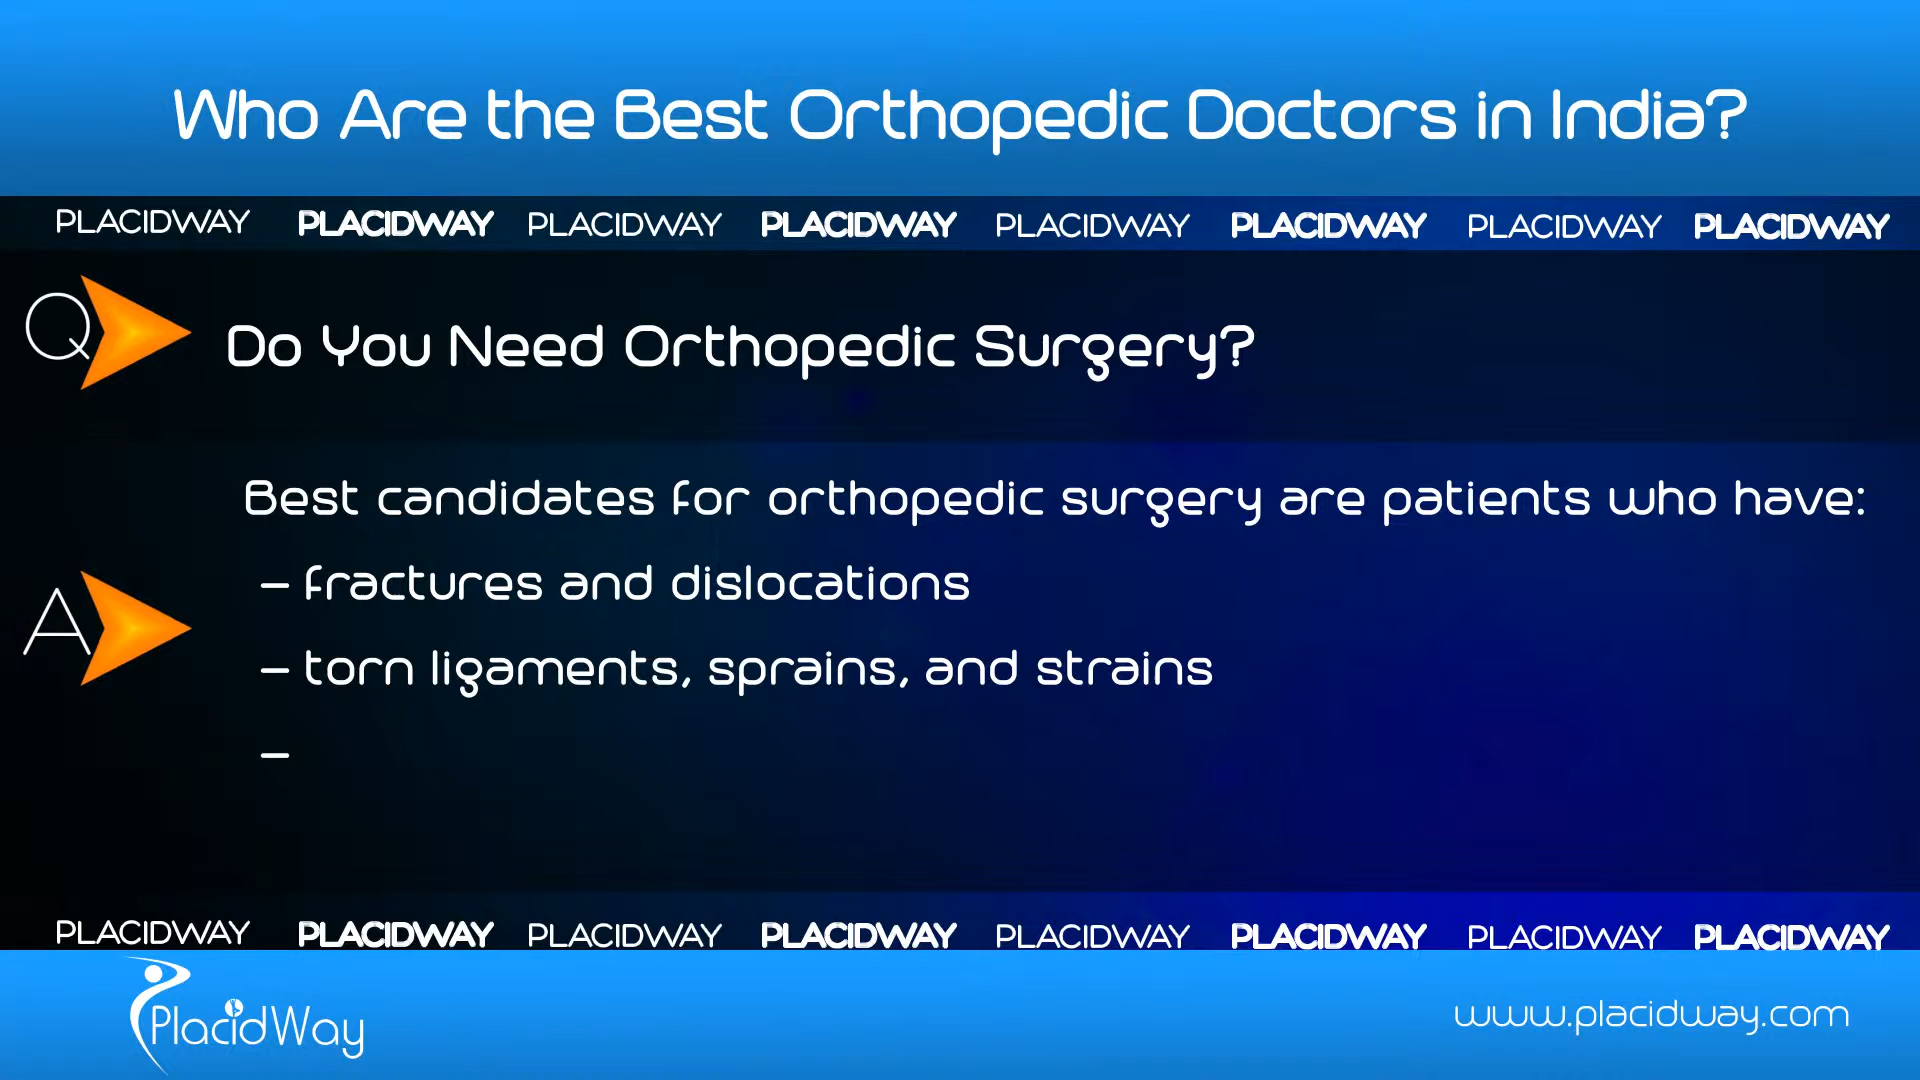 Who Are the Best Orthopedic Doctors in India?
PLACIDWAY PLACIDWAY PLACIDWAY PLACIDWAY PLACIDWAY PLACIDWAY PLACIDWAY PLACIDWAY
Q
Do You Need Orthopedic Surgery?
Best candidates for orthopedic surgery are patients who have:
– fractures and dislocations
A
– torn ligaments, sprains, and strains
–
PLACIDWAY PLACIDWAY PLACIDWAY PLACIDWAY PLACIDWAY PLACIDWAY PLACIDWAY PLACIDWAY
PlacidWay
www.placidway.com